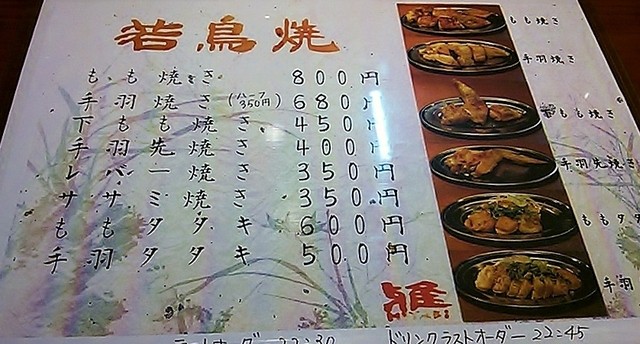 若鳥焼
もも焼き 800円
手羽焼き (ハーフ350円) 680円
下もも焼き 450円
手羽先焼き 400円
レバー焼き 350円
ササミ焼き 350円
ももタタキ 600円
手羽タタキ 500円
もも焼き
手羽焼き
もも焼き
手羽先焼き
ももタタ
手羽
オーダー 22:30
ドリンクラストオーダー 22:45